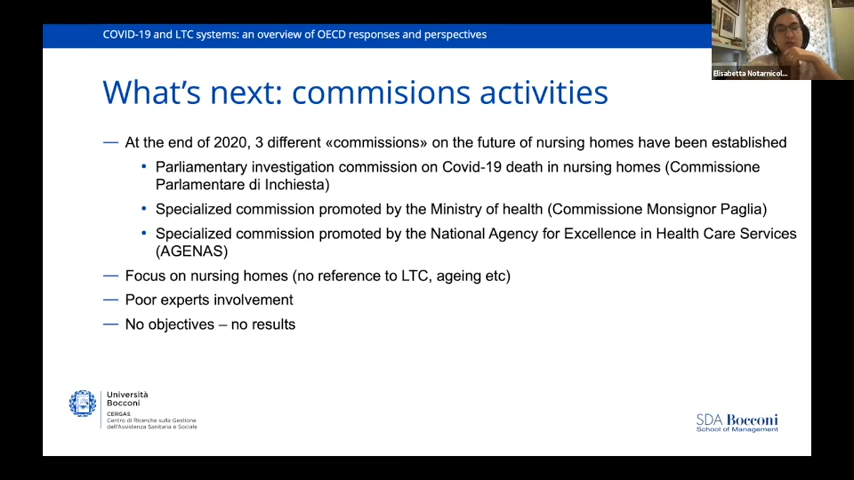 COVID-19 and LTC systems: an overview of OECD responses and perspectives
Elisabetta Notarnicol...
What's next: commisions activities
— At the end of 2020, 3 different «commissions» on the future of nursing homes have been established
• Parliamentary investigation commission on Covid-19 death in nursing homes (Commissione
Parlamentare di Inchiesta)
• Specialized commission promoted by the Ministry of health (Commissione Monsignor Paglia)
• Specialized commission promoted by the National Agency for Excellence in Health Care Services
(AGENAS)
— Focus on nursing homes (no reference to LTC, ageing etc)
— Poor experts involvement
— No objectives – no results
Università
Bocconi
CERGAS
Centro di Ricerche sulla Gestione
dell'Assistenza Sanitaria e Sociale
SDA Bocconi
School of Management